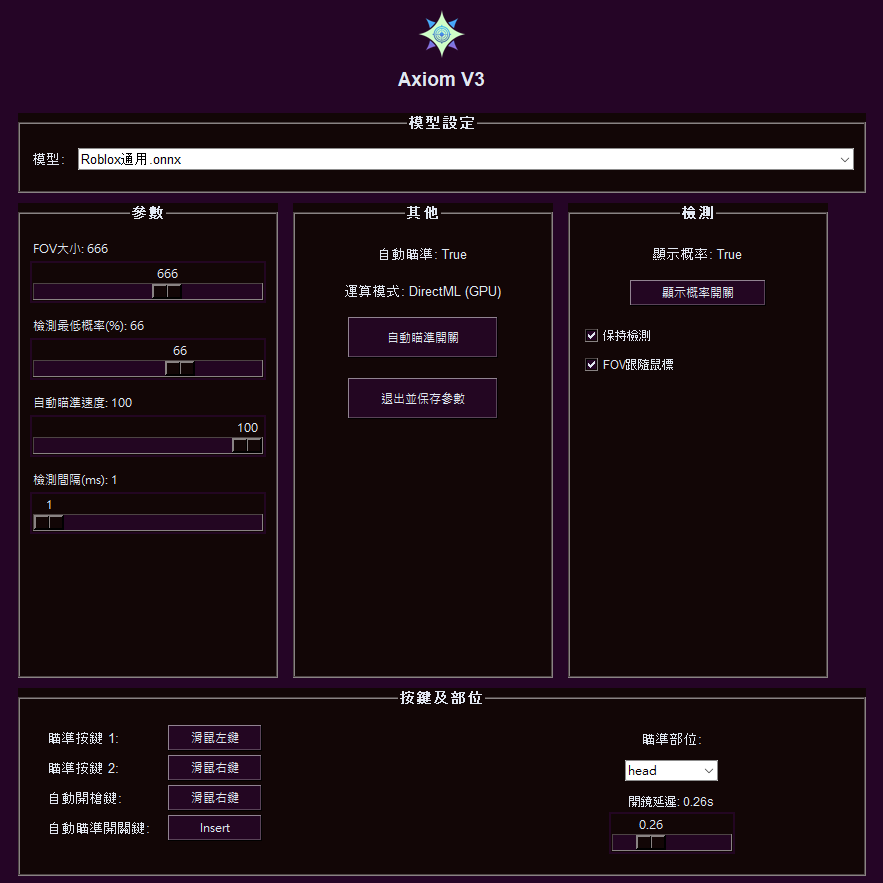 Axiom V3
模型設定
模型:
Roblox通用.onnx
參數
FOV大小: 666
666
檢測最低概率(%): 66
66
自動瞄準速度: 100
100
檢測間隔(ms): 1
1
其他
自動瞄準: True
運算模式: DirectML (GPU)
自動瞄準開關
退出並保存參數
檢測
顯示概率: True
顯示概率開關
保持檢測
FOV跟隨鼠標
按鍵及部位
瞄準按鍵 1:
滑鼠左鍵
瞄準按鍵 2:
滑鼠右鍵
自動開槍鍵:
滑鼠右鍵
自動瞄準開關鍵:
Insert
瞄準部位:
head
開鏡延遲: 0.26s
0.26